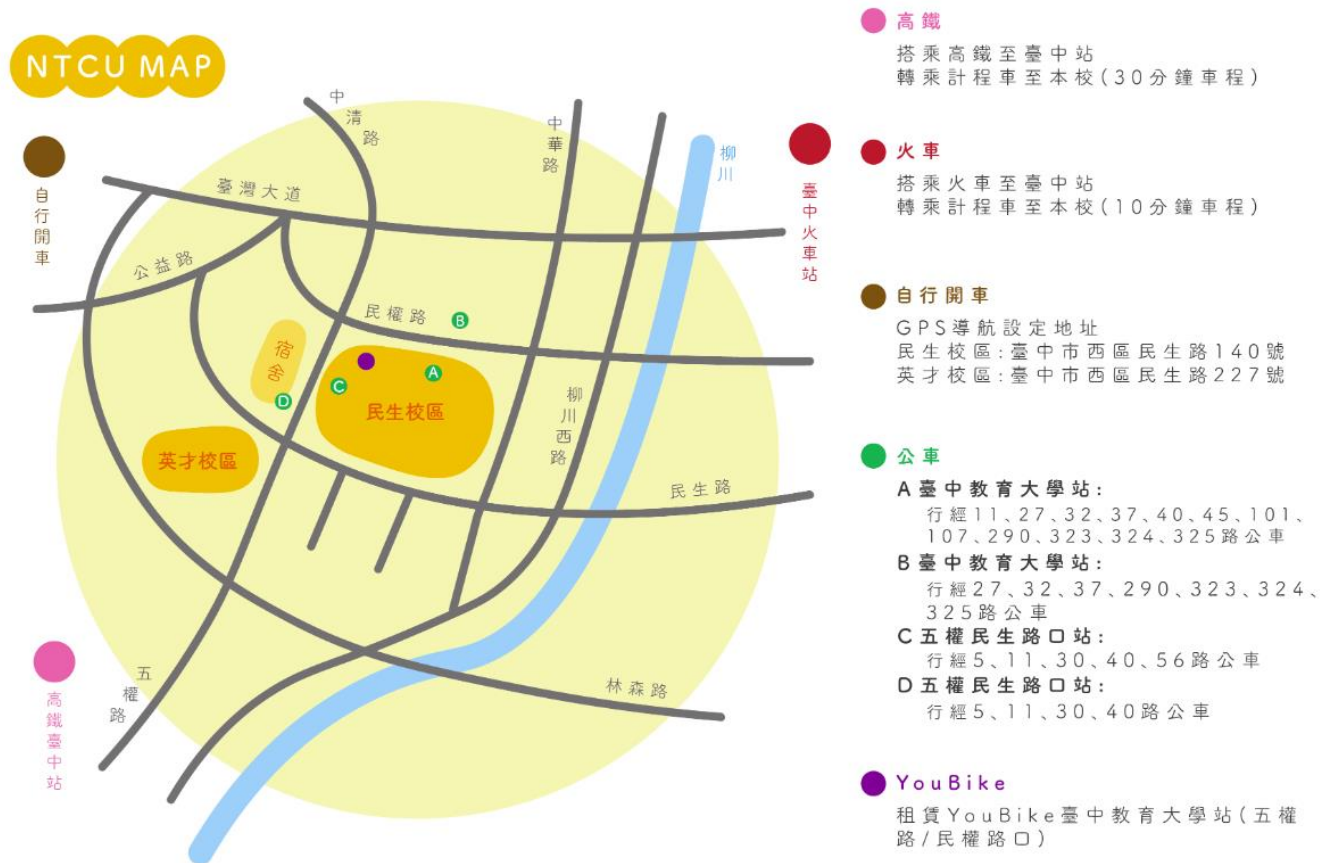 NTCU MAP
中清路
中華路
柳川
自行開車
臺灣大道
臺中火車站
公益路
民權路
B
宿舍
A
C
D
民生校區
柳川西路
英才校區
民生路
五權路
林森路
高鐵臺中站
高鐵
搭乘高鐵至臺中站
轉乘計程車至本校(30分鐘車程)
火車
搭乘火車至臺中站
轉乘計程車至本校(10分鐘車程)
自行開車
GPS導航設定地址
民生校區:臺中市西區民生路140號
英才校區:臺中市西區民生路227號
公車
A臺中教育大學站:
行經11、27、32、37、40、45、101、
107、290、323、324、325路公車
B臺中教育大學站:
行經27、32、37、290、323、324、
325路公車
C五權民生路口站:
行經5、11、30、40、56路公車
D五權民生路口站:
行經5、11、30、40路公車
YouBike
租賃YouBike臺中教育大學站(五權
路/民權路口)